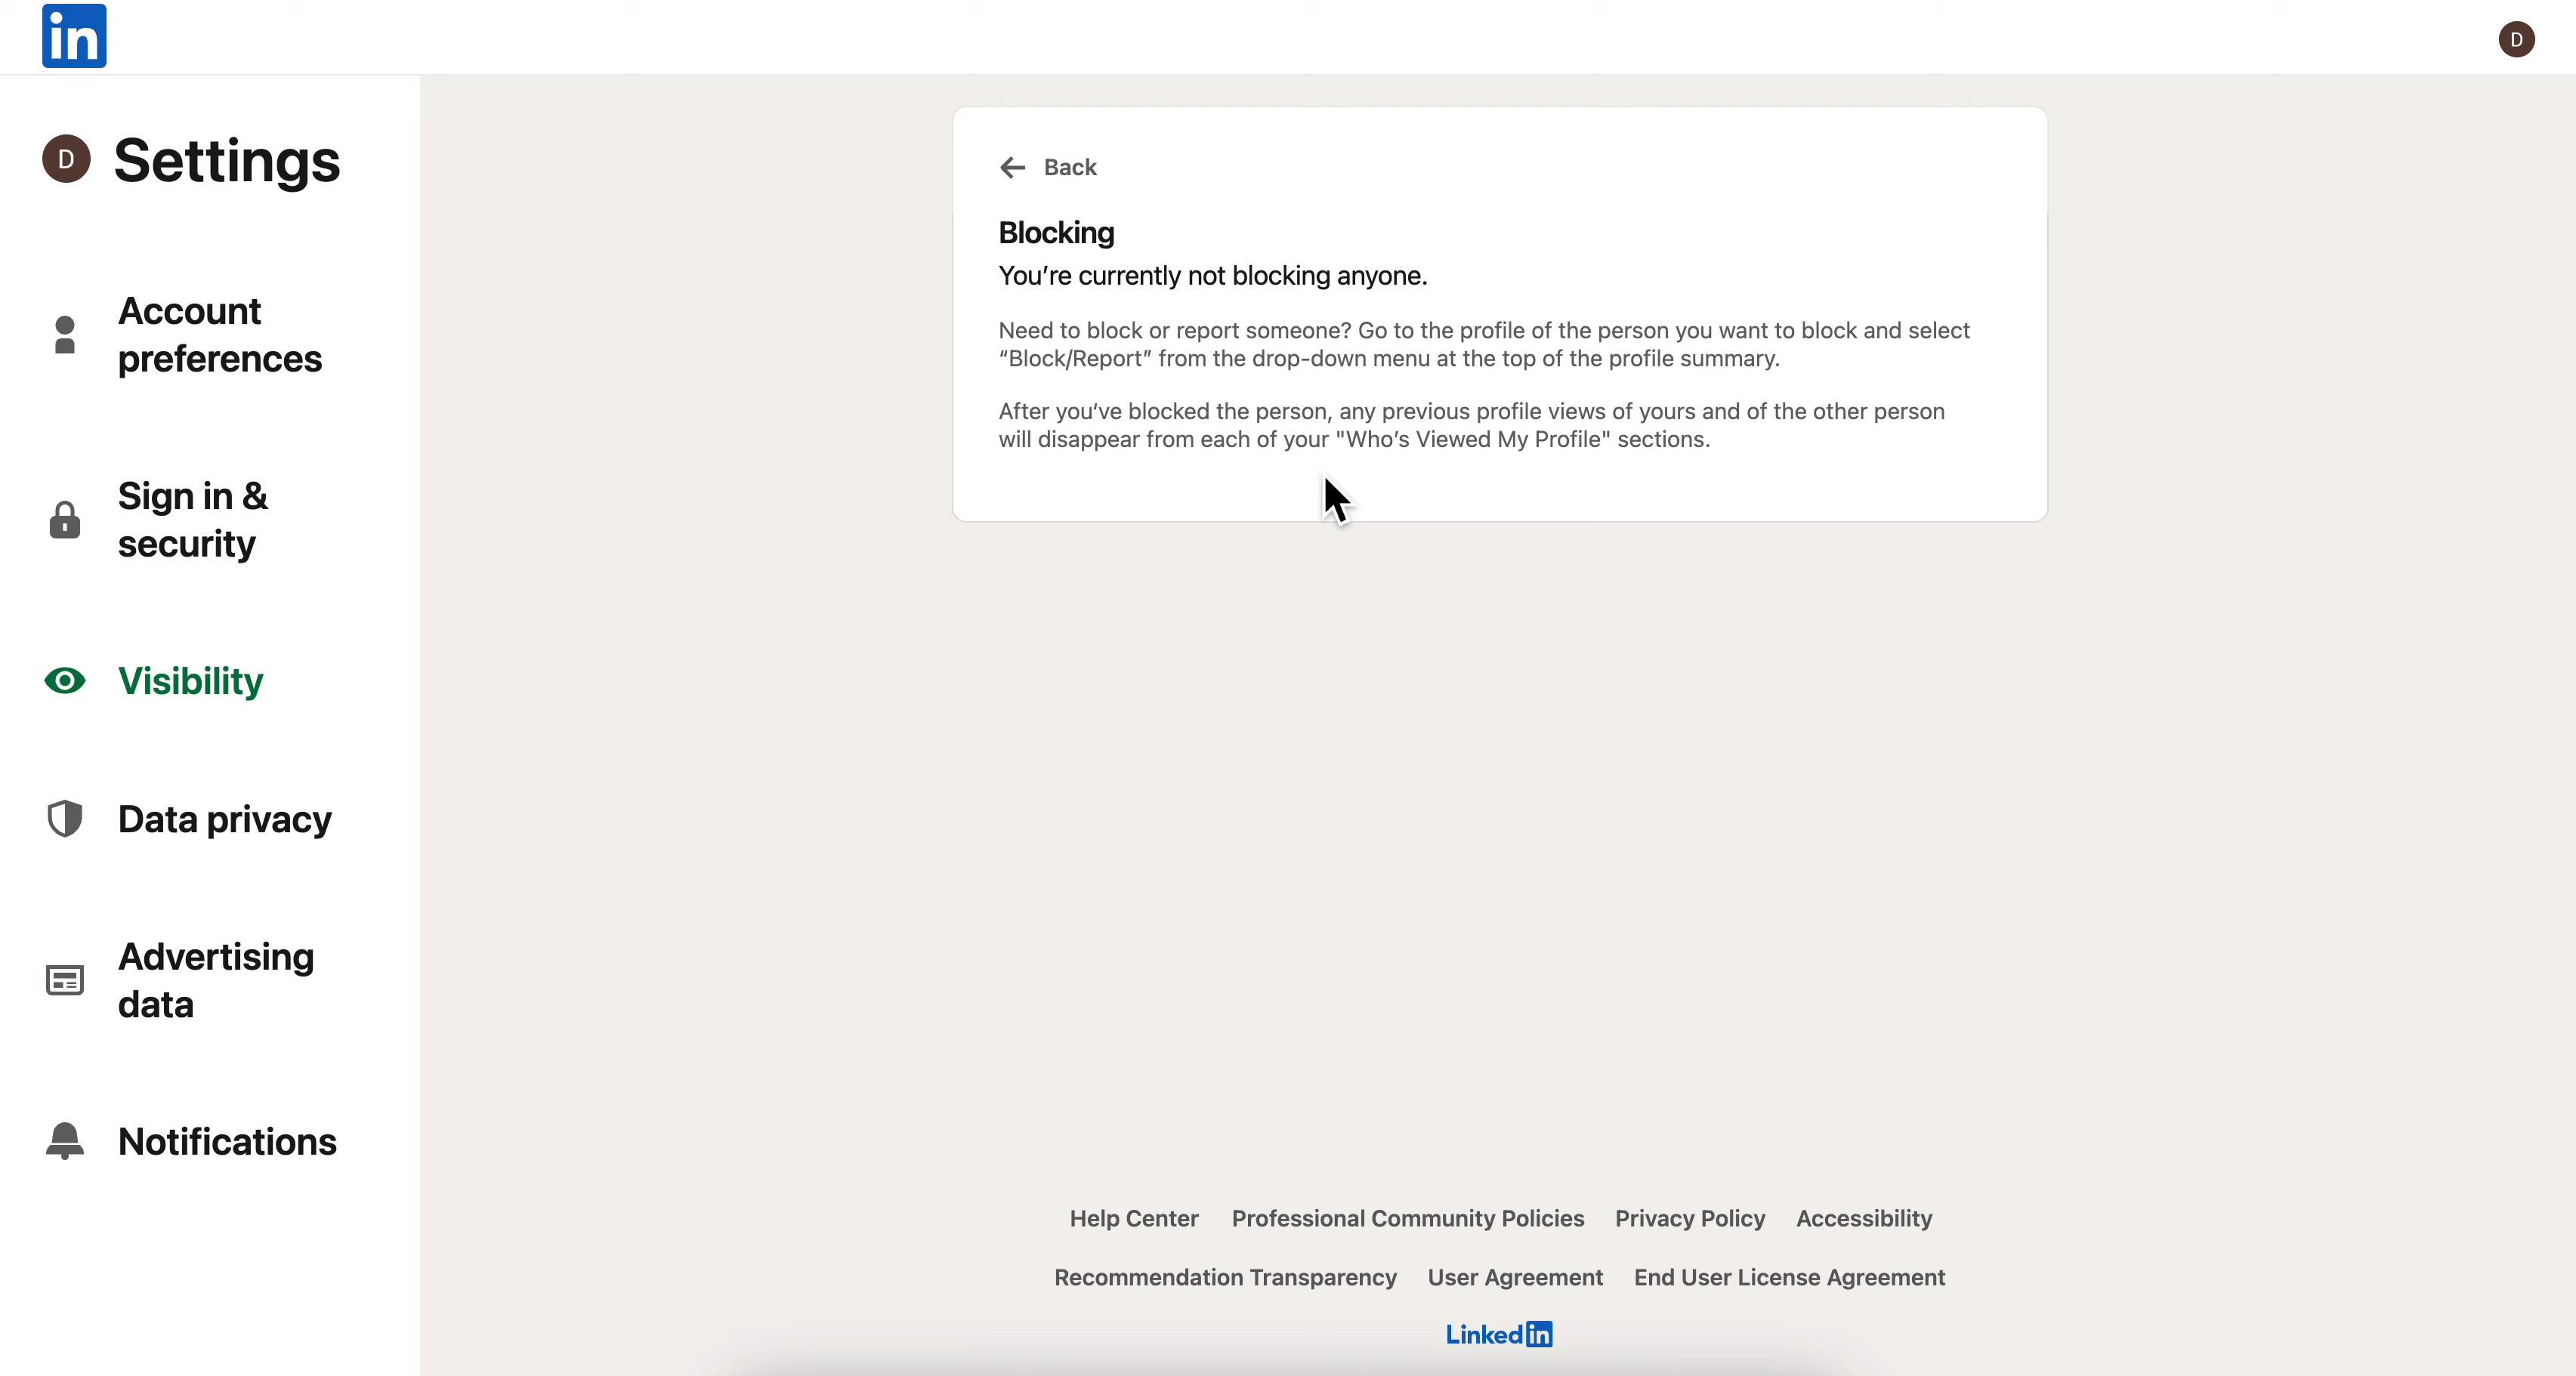 in
D
D Settings
Account
preferences
Sign in &
security
Visibility
Data privacy
Advertising
data
Notifications
Back
Blocking
You’re currently not blocking anyone.
Need to block or report someone? Go to the profile of the person you want to block and select
“Block/Report” from the drop-down menu at the top of the profile summary.
After you‘ve blocked the person, any previous profile views of yours and of the other person
will disappear from each of your "Who’s Viewed My Profile" sections.
Help Center Professional Community Policies Privacy Policy Accessibility
Recommendation Transparency User Agreement End User License Agreement
Linkedin